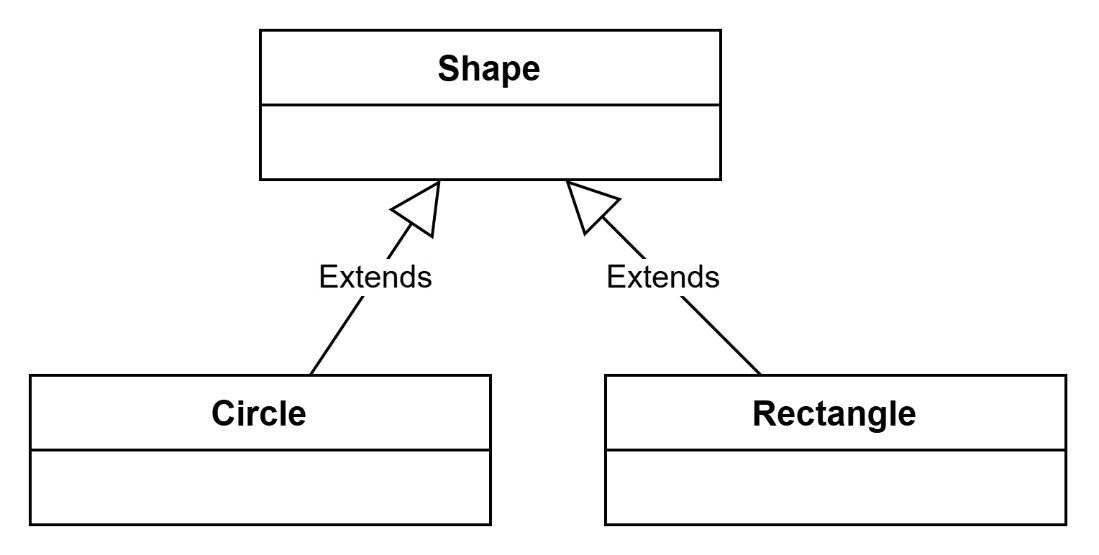 Shape
Extends
Extends
Circle
Rectangle